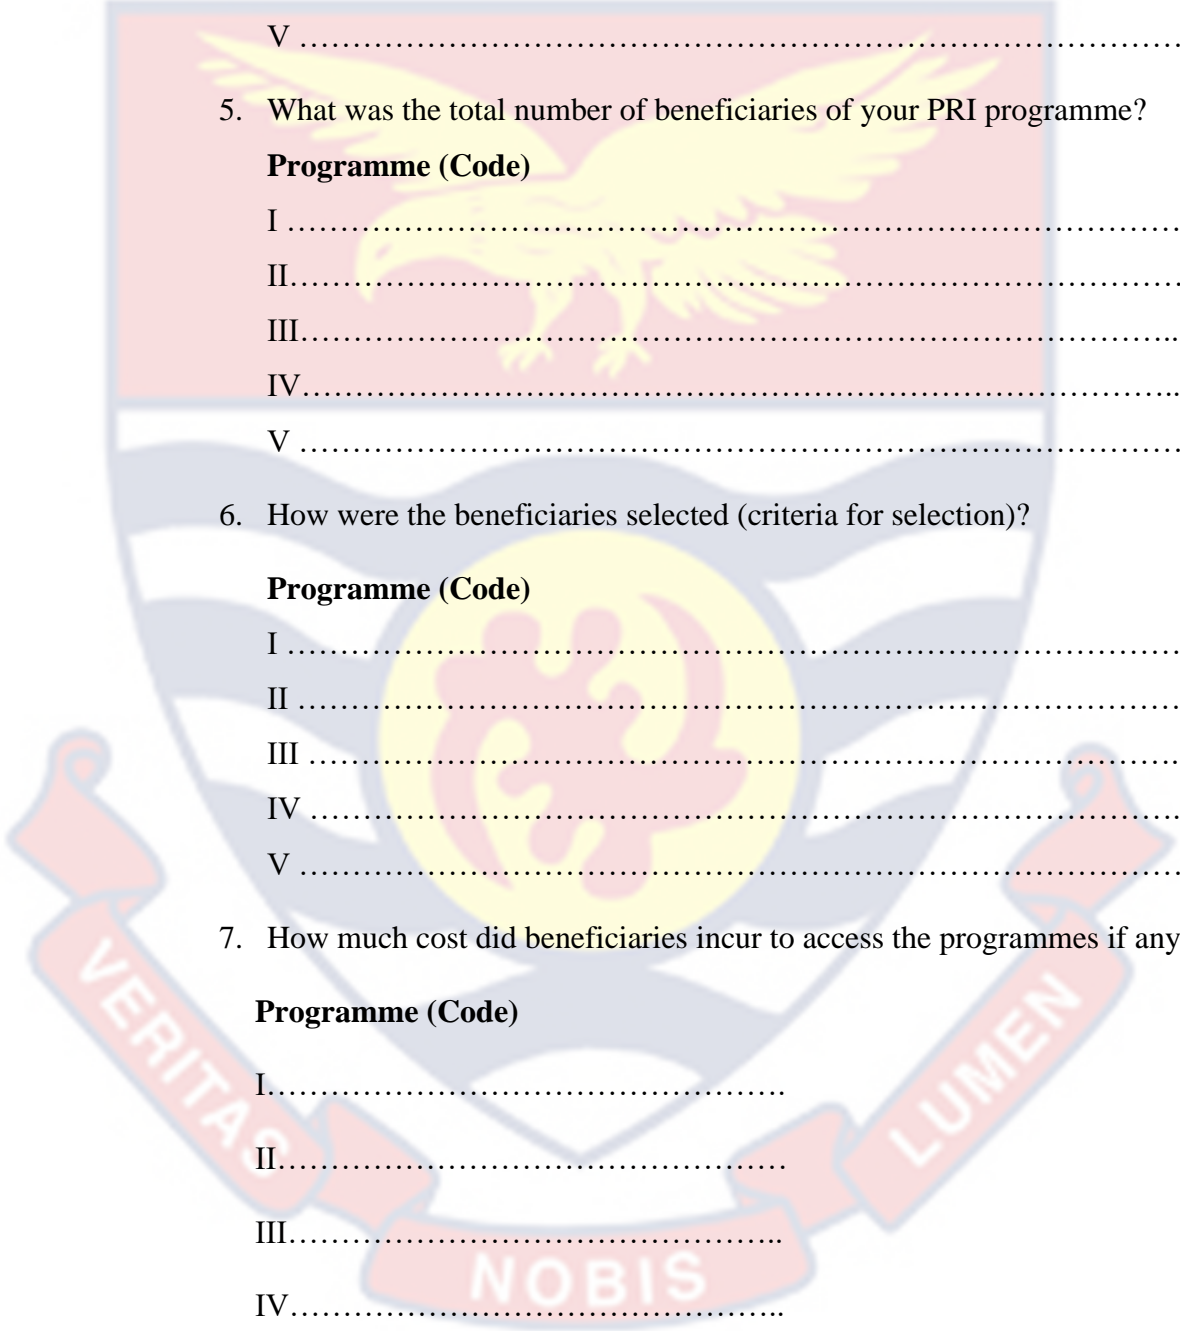 V ……………………………………………………………………………
5. What was the total number of beneficiaries of your PRI programme?
Programme (Code)
I ……………………………………………………………………………
II……………………………………………………………………………
III…………………………………………………………………………..
IV…………………………………………………………………………..
V ……………………………………………………………………………
6. How were the beneficiaries selected (criteria for selection)?
Programme (Code)
I ……………………………………………………………………………
II ……………………………………………………………………………
III ………………………………………………………………………….
IV ………………………………………………………………………….
V ……………………………………………………………………………
7. How much cost did beneficiaries incur to access the programmes if any
Programme (Code)
I…………………………………………….
II……………………………………………
III…………………………………………..
IV…………………………………………..
VERITAS NOBIS LUMEN